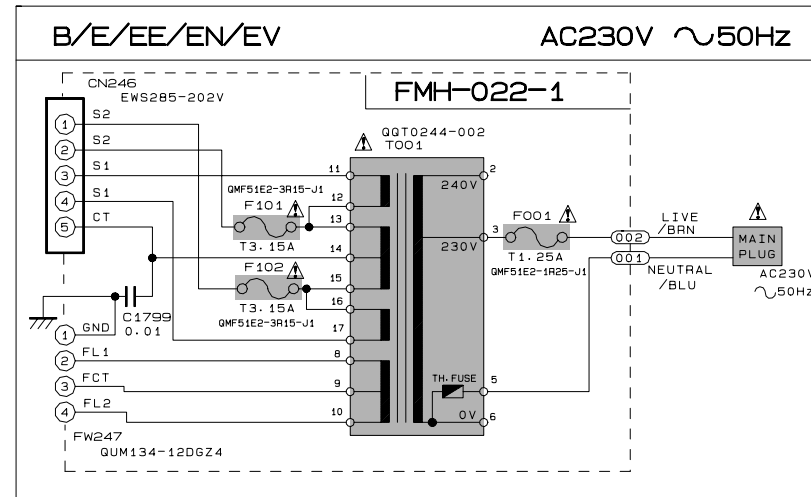 B/E/EE/EN/EV
AC230V ∿50Hz
CN246
EWS285-202V
FMH-022-1
1 S2
2 S2
3 S1
4 S1
5 CT
QQT0244-002
T001
11
12
13
14
15
16
17
8
9
10
QMF51E2-3R15-J1
F101
T3.15A
F102
T3.15A
QMF51E2-3R15-J1
2
240V
3
230V
TH.FUSE
5
0V
6
F001
T1.25A
QMF51E2-1R25-J1
002
001
LIVE
/BRN
NEUTRAL
/BLU
MAIN
PLUG
AC230V
∿50Hz
C1799
0.01
1 GND
2 FL1
3 FCT
4 FL2
FW247
QUM134-12DGZ4